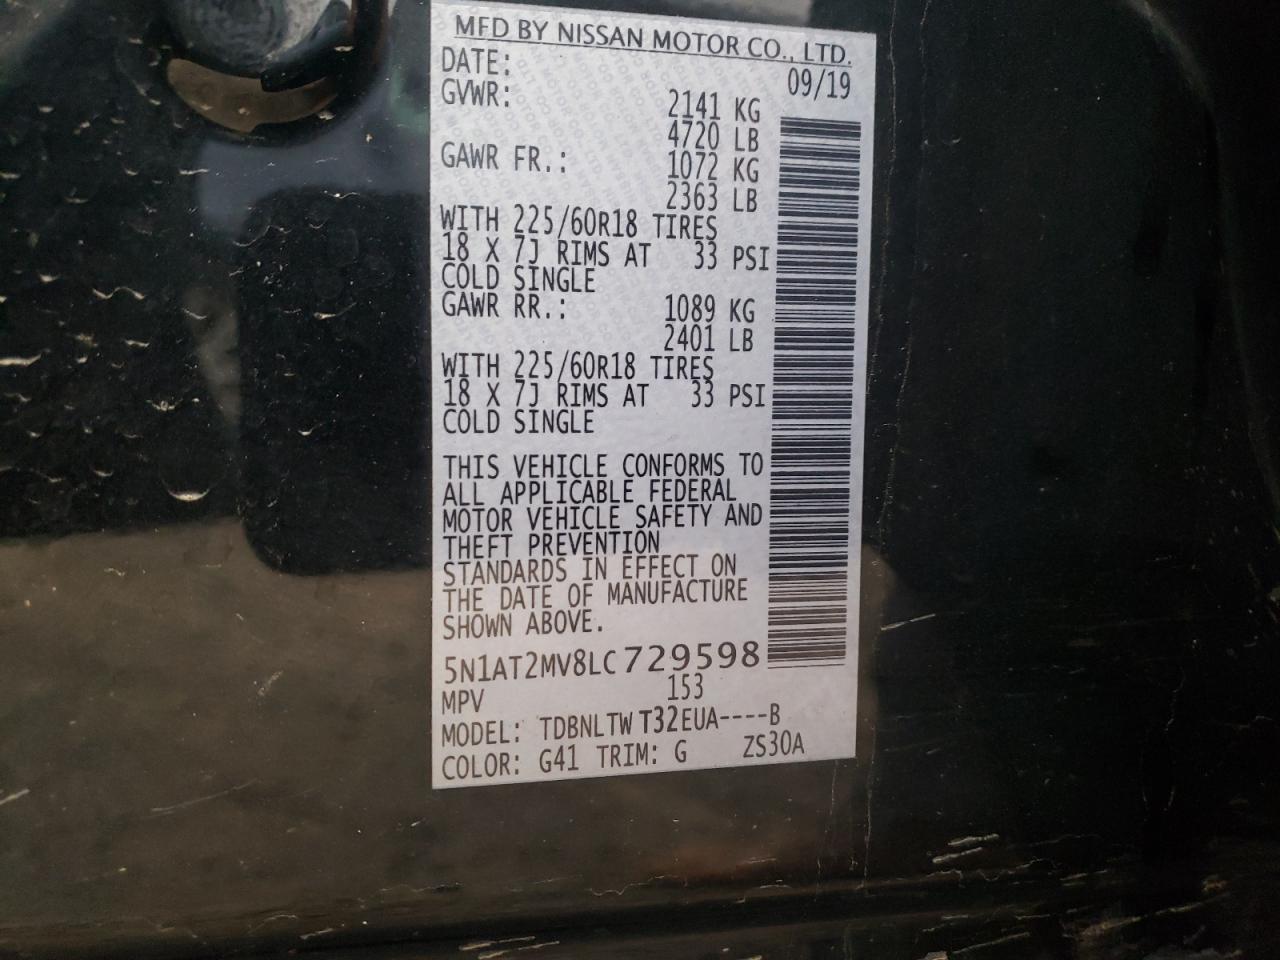 MFD BY NISSAN MOTOR CO., LTD.
DATE: 09/19
GVWR: 2141 KG
4720 LB
GAWR FR.: 1072 KG
2363 LB
WITH 225/60R18 TIRES
18 X 7J RIMS AT 33 PSI
COLD SINGLE
GAWR RR.: 1089 KG
2401 LB
WITH 225/60R18 TIRES
18 X 7J RIMS AT 33 PSI
COLD SINGLE
THIS VEHICLE CONFORMS TO
ALL APPLICABLE FEDERAL
MOTOR VEHICLE SAFETY AND
THEFT PREVENTION
STANDARDS IN EFFECT ON
THE DATE OF MANUFACTURE
SHOWN ABOVE.
5N1AT2MV8LC729598
MPV 153
MODEL: TDBNLTWT32EUA----B
COLOR: G41 TRIM: G ZS30A